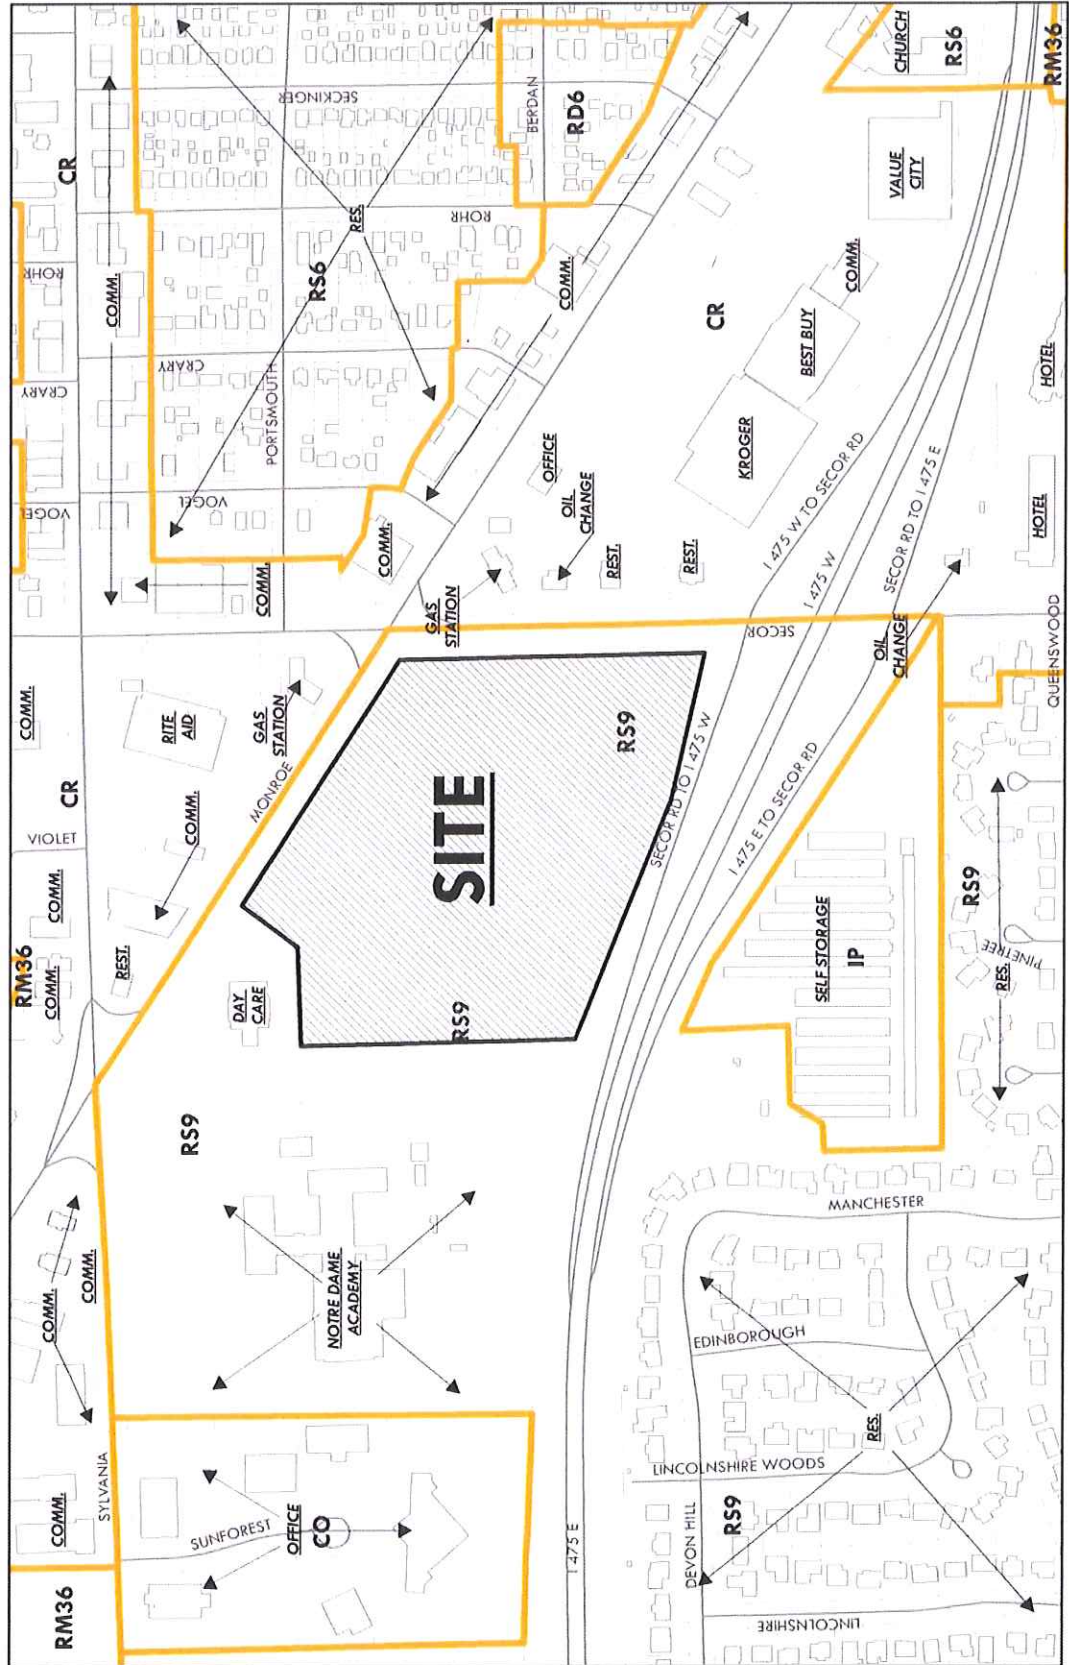 RM36
COMM.
SYLVANIA
SUNFOREST
OFFICE
CO
COMM.
COMM.
NOTRE DAME
ACADEMY
RS9
RM36
COMM.
COMM.
REST.
DAY
CARE
RS9
VIOLET
CR
COMM.
COMM.
RITE
AID
GAS
STATION
MONROE
SITE
RS9
VOGEL
CRARY
ROHR
CR
COMM.
COMM.
VOGEL
CRARY
PORTSMOUTH
RS6
RES.
ROHR
SECKINGER
BERDAN
RD6
COMM.
COMM.
GAS
STATION
OFFICE
OIL
CHANGE
REST.
REST.
SECOR
KROGER
BEST BUY
COMM.
CR
VALUE
CITY
CHURCH
RS6
RM36
HOTEL
HOTEL
I 475 W TO SECOR RD
I 475 W
SECOR RD TO I 475 E
SECOR RD TO I 475 W
I 475 E TO SECOR RD
I 475 E
OIL
CHANGE
QUEENSWOOD
SELF STORAGE
IP
RS9
PINETREE
RES.
MANCHESTER
EDINBOROUGH
RES.
LINCOLNSHIRE WOODS
DEVON HILL
RS9
LINCOLNSHIRE